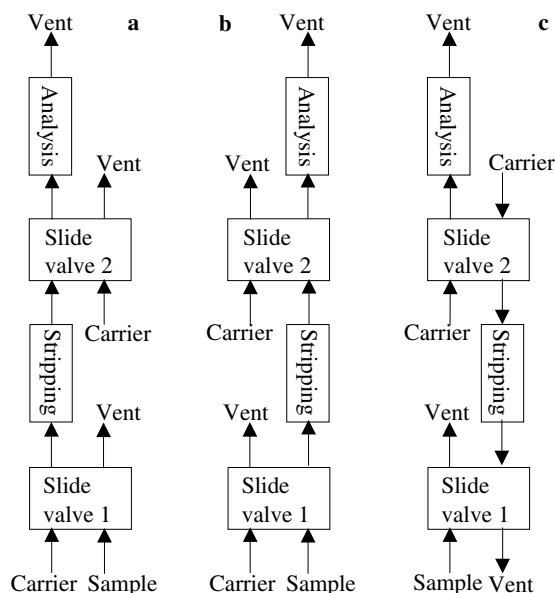 Vent a
Analysis
Vent
Slide
valve 2
Carrier
Stripping
Vent
Slide
valve 1
Carrier Sample
b Vent
Analysis
Vent
Slide
valve 2
Carrier
Stripping
Vent
Slide
valve 1
Carrier Sample
Vent c
Analysis
Carrier
Slide
valve 2
Carrier
Stripping
Vent
Slide
valve 1
Sample Vent